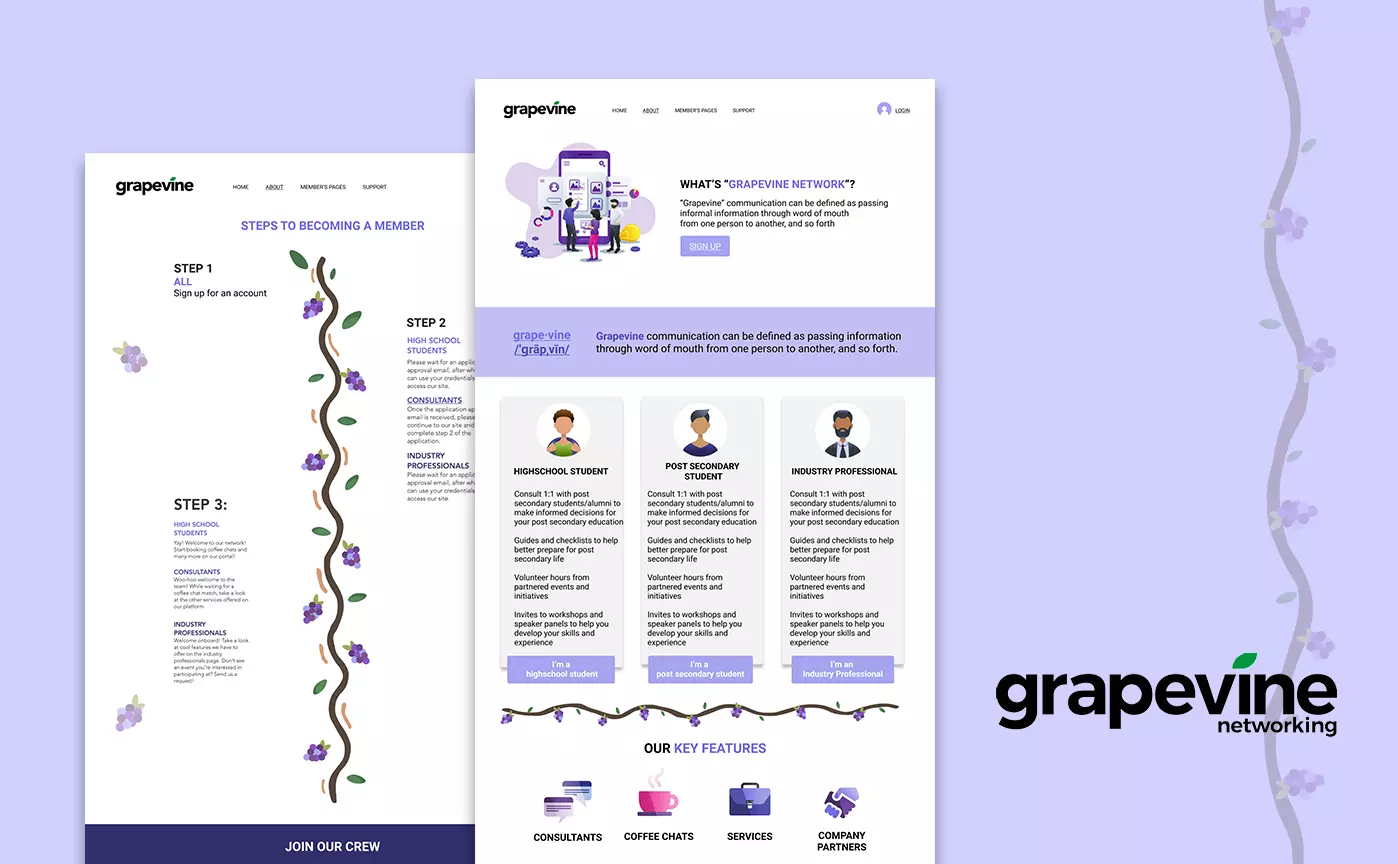 grapevine
HOME
ABOUT
MEMBER'S PAGES
SUPPORT
STEPS TO BECOMING A MEMBER
STEP 1
ALL
Sign up for an account
STEP 2
HIGH SCHOOL
STUDENTS
Please wait for an applic
approval email, after wh
can use your credentials
access our site.
CONSULTANTS
Once the application ap
email is received, please
continue to our site and
complete step 2 of the
application.
INDUSTRY
PROFESSIONALS
Please wait for an applic
approval email, after wh
can use your credentials
access our site.
STEP 3:
HIGH SCHOOL
STUDENTS
Yay! Welcome to our network!
Start booking coffee chats and
many more on our portal!
CONSULTANTS
Woo-hoo welcome to the
team! While waiting for a
coffee chat match, take a look
at the other services offered on
our platform
INDUSTRY
PROFESSIONALS
Welcome onboard! Take a look
at cool features we have to
offer on the industry
professionals page. Don't see
an event you're interested in
participating at? Send us a
request!
JOIN OUR CREW
grapevine
HOME
ABOUT
MEMBER'S PAGES
SUPPORT
LOGIN
WHAT'S “GRAPEVINE NETWORK”?
“Grapevine” communication can be defined as passing
informal information through word of mouth
from one person to another, and so forth
SIGN UP
grape·vine
/ˈgrāpˌvīn/
Grapevine communication can be defined as passing information
through word of mouth from one person to another, and so forth.
HIGHSCHOOL STUDENT
Consult 1:1 with post
secondary students/alumni to
make informed decisions for
your post secondary education
Guides and checklists to help
better prepare for post
secondary life
Volunteer hours from
partnered events and
initiatives
Invites to workshops and
speaker panels to help you
develop your skills and
experience
I'm a
highschool student
POST SECONDARY
STUDENT
Consult 1:1 with post
secondary students/alumni to
make informed decisions for
your post secondary education
Guides and checklists to help
better prepare for post
secondary life
Volunteer hours from
partnered events and
initiatives
Invites to workshops and
speaker panels to help you
develop your skills and
experience
I'm a
post secondary student
INDUSTRY PROFESSIONAL
Consult 1:1 with post
secondary students/alumni to
make informed decisions for
your post secondary education
Guides and checklists to help
better prepare for post
secondary life
Volunteer hours from
partnered events and
initiatives
Invites to workshops and
speaker panels to help you
develop your skills and
experience
I'm an
Industry Professional
OUR KEY FEATURES
CONSULTANTS
COFFEE CHATS
SERVICES
COMPANY
PARTNERS
grapevine
networking